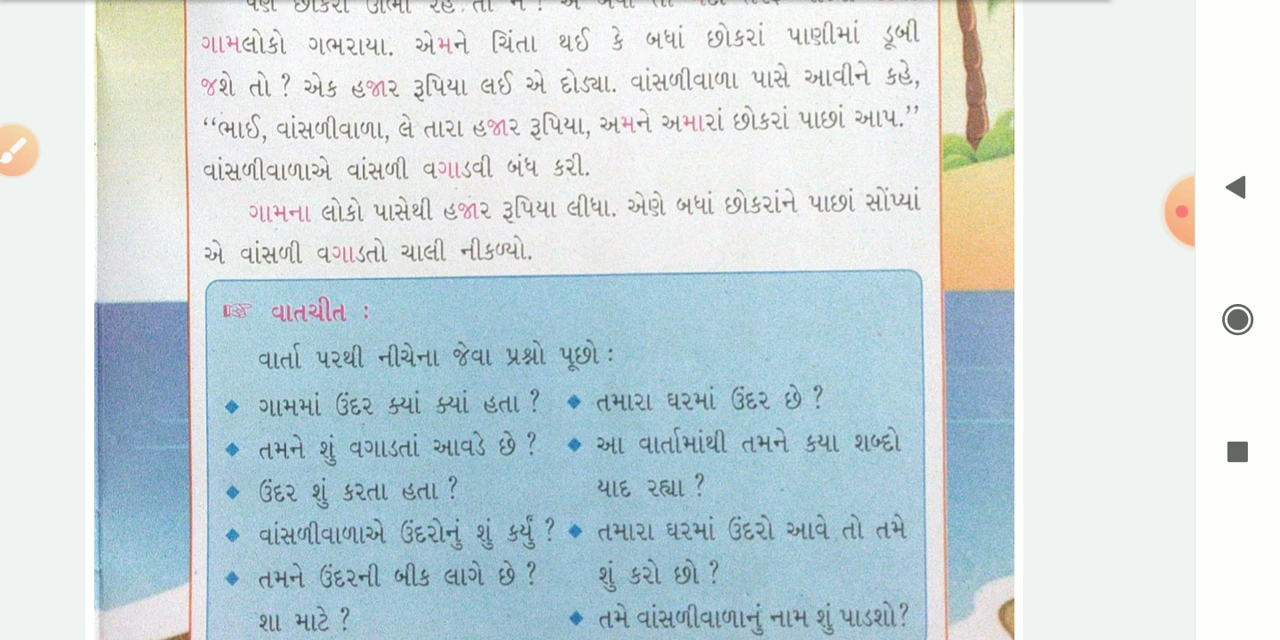 ગામલોકો ગભરાયા. એમને ચિંતા થઈ કે બધાં છોકરાં પાણીમાં ડૂબી
જશે તો ? એક હજાર રૂપિયા લઈ એ દોડ્યા. વાંસળીવાળા પાસે આવીને કહે,
“ભાઈ, વાંસળીવાળા, લે તારા હજાર રૂપિયા, અમને અમારાં છોકરાં પાછાં આપ.”
વાંસળીવાળાએ વાંસળી વગાડવી બંધ કરી.
ગામના લોકો પાસેથી હજાર રૂપિયા લીધા. એણે બધાં છોકરાંને પાછાં સોંપ્યાં
એ વાંસળી વગાડતો ચાલી નીકળ્યો.
☞ વાતચીત :
વાર્તા પરથી નીચેના જેવા પ્રશ્નો પૂછો :
◆ ગામમાં ઉંદર ક્યાં ક્યાં હતા ?
◆ તમને શું વગાડતાં આવડે છે ?
◆ ઉંદર શું કરતા હતા ?
◆ વાંસળીવાળાએ ઉંદરોનું શું કર્યું ?
◆ તમને ઉંદરની બીક લાગે છે ?
શા માટે ?
◆ તમારા ઘરમાં ઉંદર છે ?
◆ આ વાર્તામાંથી તમને કયા શબ્દો
યાદ રહ્યા ?
◆ તમારા ઘરમાં ઉંદરો આવે તો તમે
શું કરો છો ?
◆ તમે વાંસળીવાળાનું નામ શું પાડશો?